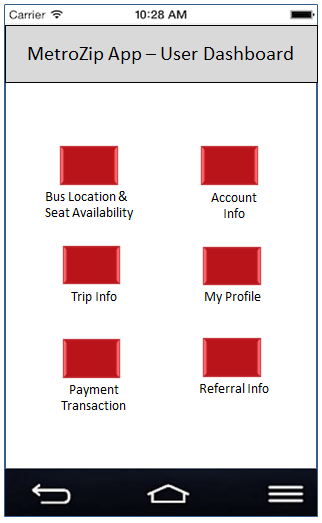 Carrier 10:28 AM
MetroZip App – User Dashboard
Bus Location &
Seat Availability
Account
Info
Trip Info
My Profile
Payment
Transaction
Referral Info